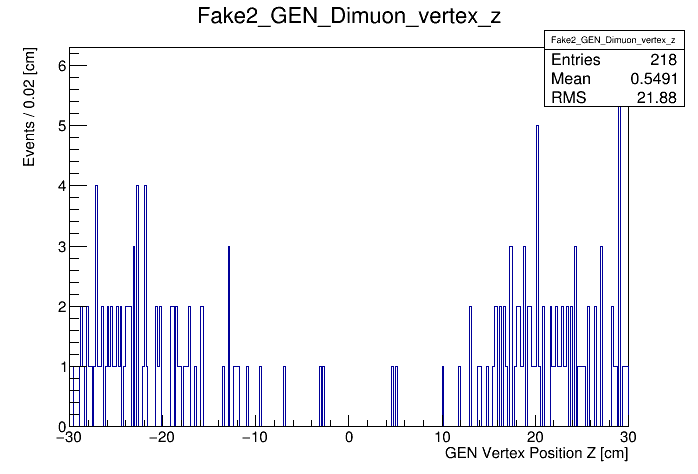 Fake2_GEN_Dimuon_vertex_z
Fake2_GEN_Dimuon_vertex_z
Entries 218
Mean 0.5491
RMS 21.88
Events / 0.02 [cm]
6
5
4
3
2
1
0
−30 −20 −10 0 10 20 30
GEN Vertex Position Z [cm]